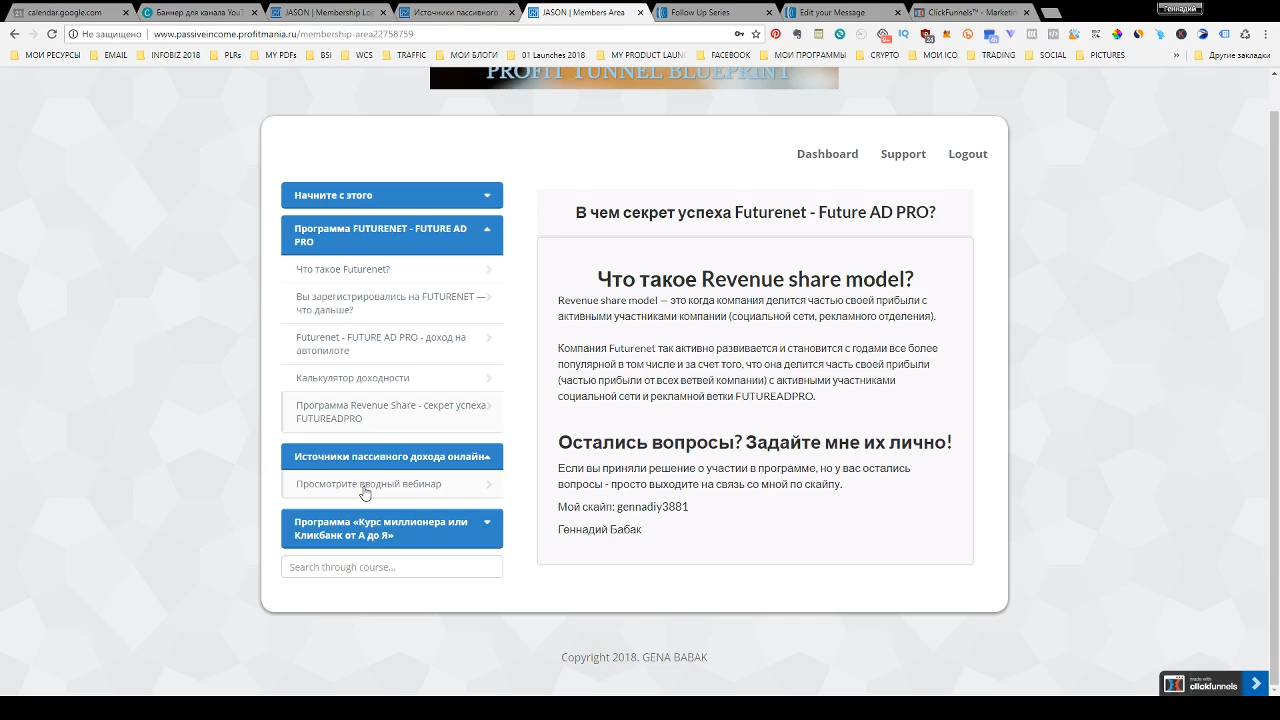 calendar.google.com
Баннер для канала YouT
JASON | Membership Log
Источники пассивного д
JASON | Members Area
Follow Up Series
Edit your Message
ClickFunnels™ - Marketin
Геннадий
Не защищено
www.passiveincome.profitmania.ru/membership-area22758759
МОИ РЕСУРСЫ
EMAIL
INFOBIZ 2018
PLRs
MY PDFs
СБЛ
WP
TRAFFIC
МОИ БЛОГИ
01 Launches 2018
MY PRODUCT LAUNC
FACEBOOK
МОИ ПРОГРАММЫ
CRYPTO
МОИ ICO
TRADING
SOCIAL
PICTURES
Другие закладки
PROFIT TUNNEL BLUEPRINT
Dashboard
Support
Logout
Начните с этого
Программа FUTURENET - FUTURE AD
PRO
Что такое Futurenet?
Вы зарегистрировались на FUTURENET —
что дальше?
Futurenet - FUTURE AD PRO - доход на
автопилоте
Калькулятор доходности
Программа Revenue Share - секрет успеха
FUTUREADPRO
Источники пассивного дохода онлайн
Просмотрите вводный вебинар
Программа «Курс миллионера или
Кликбанк от А до Я»
Search through course...
В чем секрет успеха Futurenet - Future AD PRO?
Что такое Revenue share model?
Revenue share model — это когда компания делится частью своей прибыли с
активными участниками компании (социальной сети, рекламного отделения).
Компания Futurenet так активно развивается и становится с годами все более
популярной в том числе и за счет того, что она делится часть своей прибыли
(частью прибыли от всех ветвей компании) с активными участниками
социальной сети и рекламной ветки FUTUREADPRO.
Остались вопросы? Задайте мне их лично!
Если вы приняли решение о участии в программе, но у вас остались
вопросы - просто выходите на связь со мной по скайпу.
Мой скайп: gennadiy3881
Геннадий Бабак
Copyright 2018. GENA BABAK
made with
clickfunnels